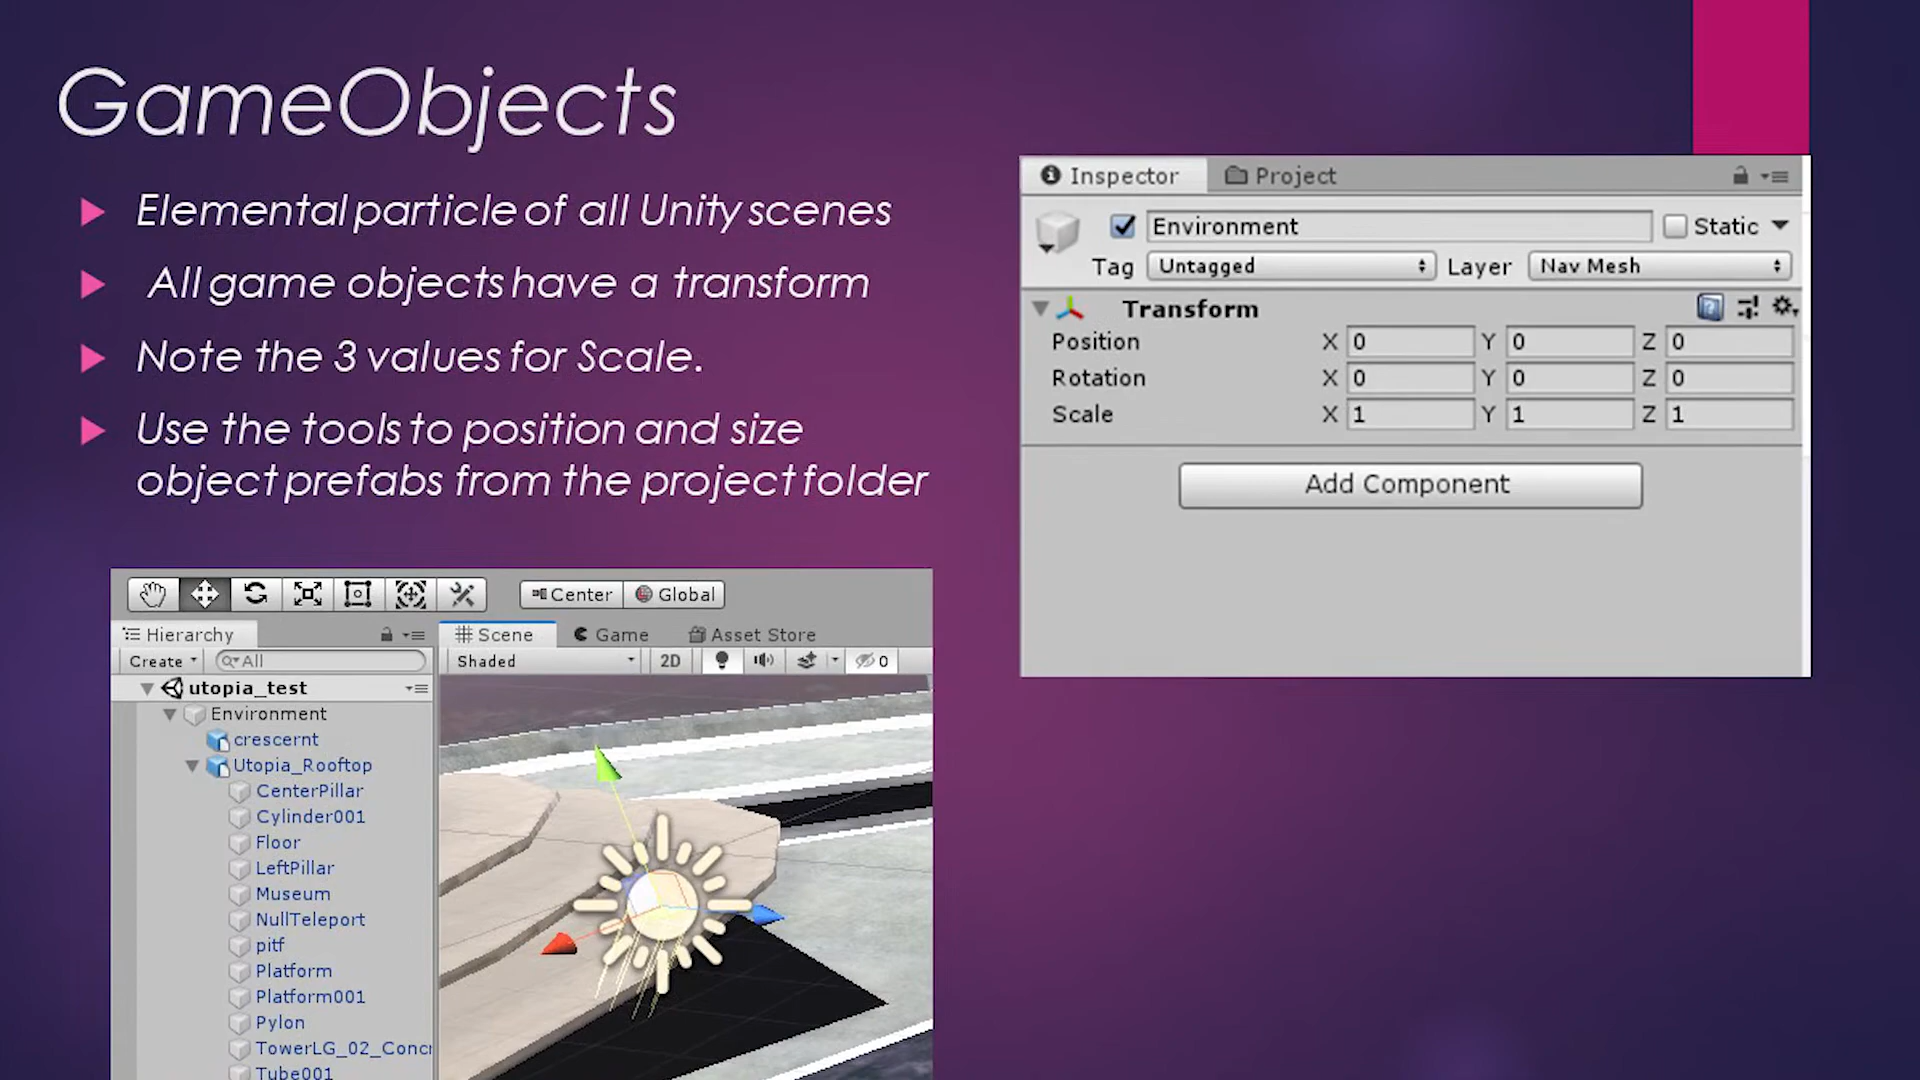 GameObjects
Elemental particle of all Unity scenes
All game objects have a transform
Note the 3 values for Scale.
Use the tools to position and size
object prefabs from the project folder
Inspector Project
Environment Static
Tag Untagged Layer Nav Mesh
Transform
Position X 0 Y 0 Z 0
Rotation X 0 Y 0 Z 0
Scale X 1 Y 1 Z 1
Add Component
Center Global
Hierarchy Scene Game Asset Store
Create All Shaded 2D 0
utopia_test
Environment
crescernt
Utopia_Rooftop
CenterPillar
Cylinder001
Floor
LeftPillar
Museum
NullTeleport
pitf
Platform
Platform001
Pylon
TowerLG_02_Concr
Tube001